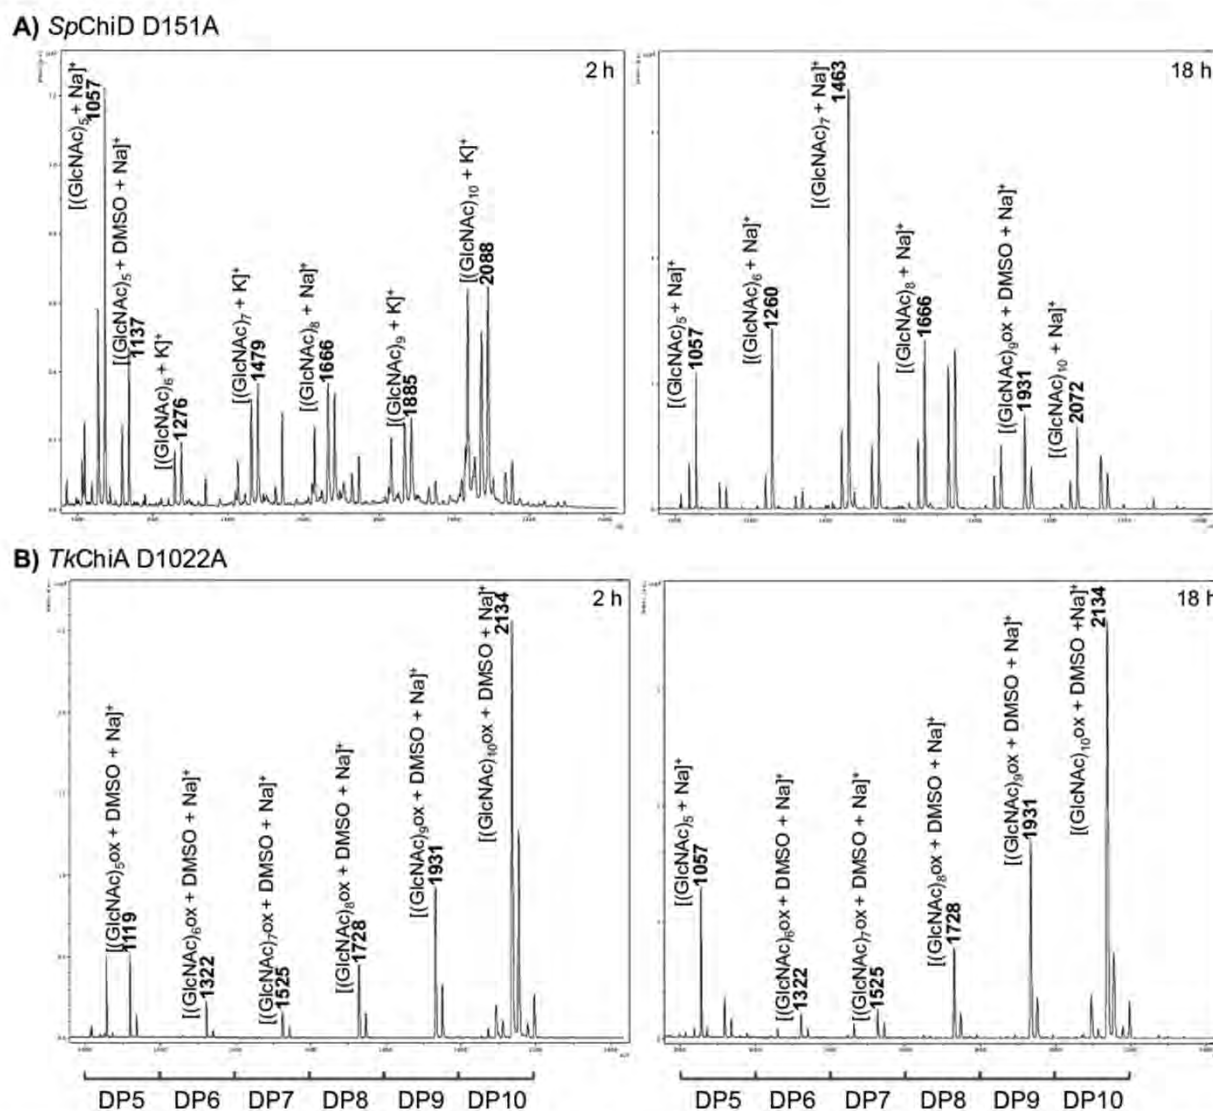 A) SpChiD D151A
2 h
[(GlcNAc)₅ + Na]⁺
1057
[(GlcNAc)₅ + DMSO + Na]⁺
1137
[(GlcNAc)₆ + K]⁺
1276
[(GlcNAc)₇ + K]⁺
1479
[(GlcNAc)₈ + Na]⁺
1666
[(GlcNAc)₉ + K]⁺
1885
[(GlcNAc)₁₀ + K]⁺
2088
18 h
[(GlcNAc)₅ + Na]⁺
1057
[(GlcNAc)₆ + Na]⁺
1260
[(GlcNAc)₇ + Na]⁺
1463
[(GlcNAc)₈ + Na]⁺
1666
[(GlcNAc)₉ox + DMSO + Na]⁺
1931
[(GlcNAc)₁₀ + Na]⁺
2072
B) TkChiA D1022A
2 h
[(GlcNAc)₅ox + DMSO + Na]⁺
1119
[(GlcNAc)₆ox + DMSO + Na]⁺
1322
[(GlcNAc)₇ox + DMSO + Na]⁺
1525
[(GlcNAc)₈ox + DMSO + Na]⁺
1728
[(GlcNAc)₉ox + DMSO + Na]⁺
1931
[(GlcNAc)₁₀ox + DMSO + Na]⁺
2134
18 h
[(GlcNAc)₅ + Na]⁺
1057
[(GlcNAc)₆ox + DMSO + Na]⁺
1322
[(GlcNAc)₇ox + DMSO + Na]⁺
1525
[(GlcNAc)₈ox + DMSO + Na]⁺
1728
[(GlcNAc)₉ox + DMSO + Na]⁺
1931
[(GlcNAc)₁₀ox + DMSO +Na]⁺
2134
DP5 DP6 DP7 DP8 DP9 DP10
DP5 DP6 DP7 DP8 DP9 DP10